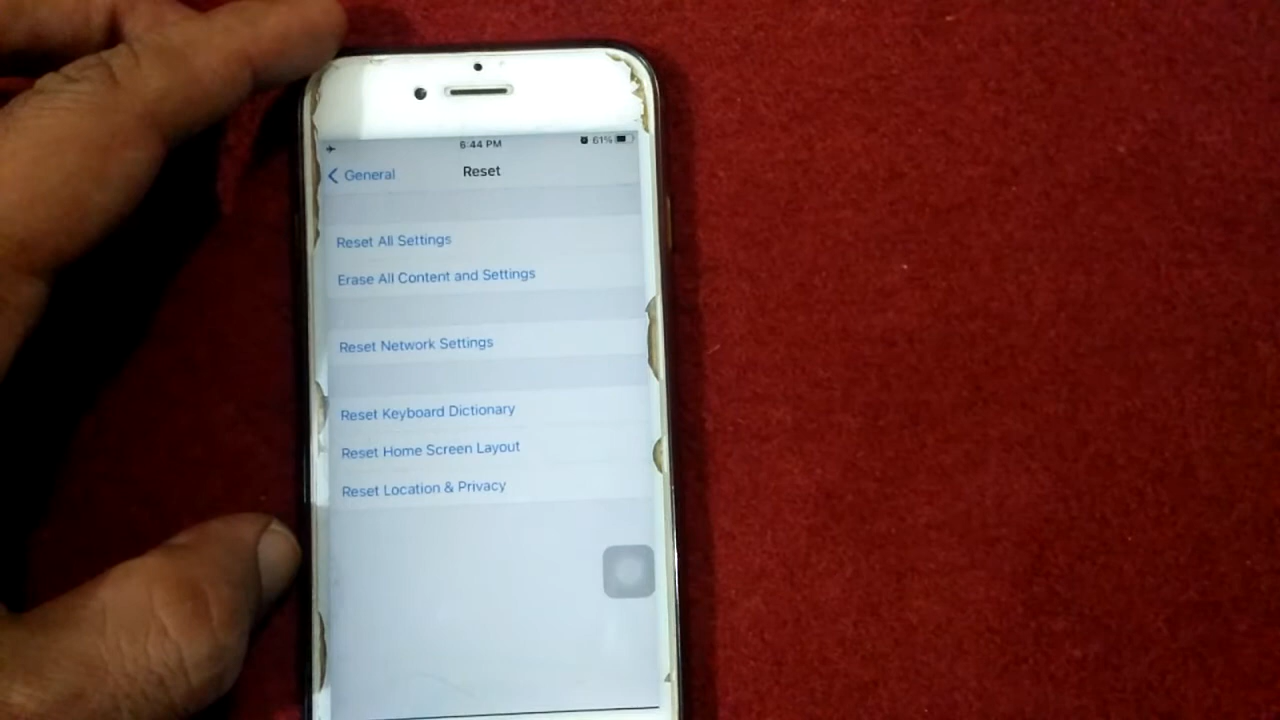 6:44 PM
61%
General
Reset
Reset All Settings
Erase All Content and Settings
Reset Network Settings
Reset Keyboard Dictionary
Reset Home Screen Layout
Reset Location & Privacy